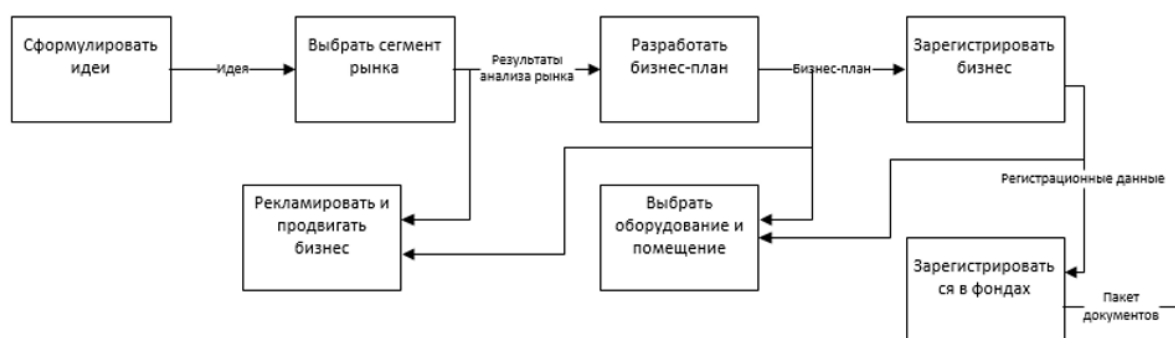 Сформулировать
идеи
Идея
Выбрать сегмент
рынка
Результаты
анализа рынка
Разработать
бизнес-план
Бизнес-план
Зарегистрировать
бизнес
Рекламировать и
продвигать
бизнес
Выбрать
оборудование и
помещение
Регистрационные данные
Зарегистрировать
ся в фондах
Пакет
документов